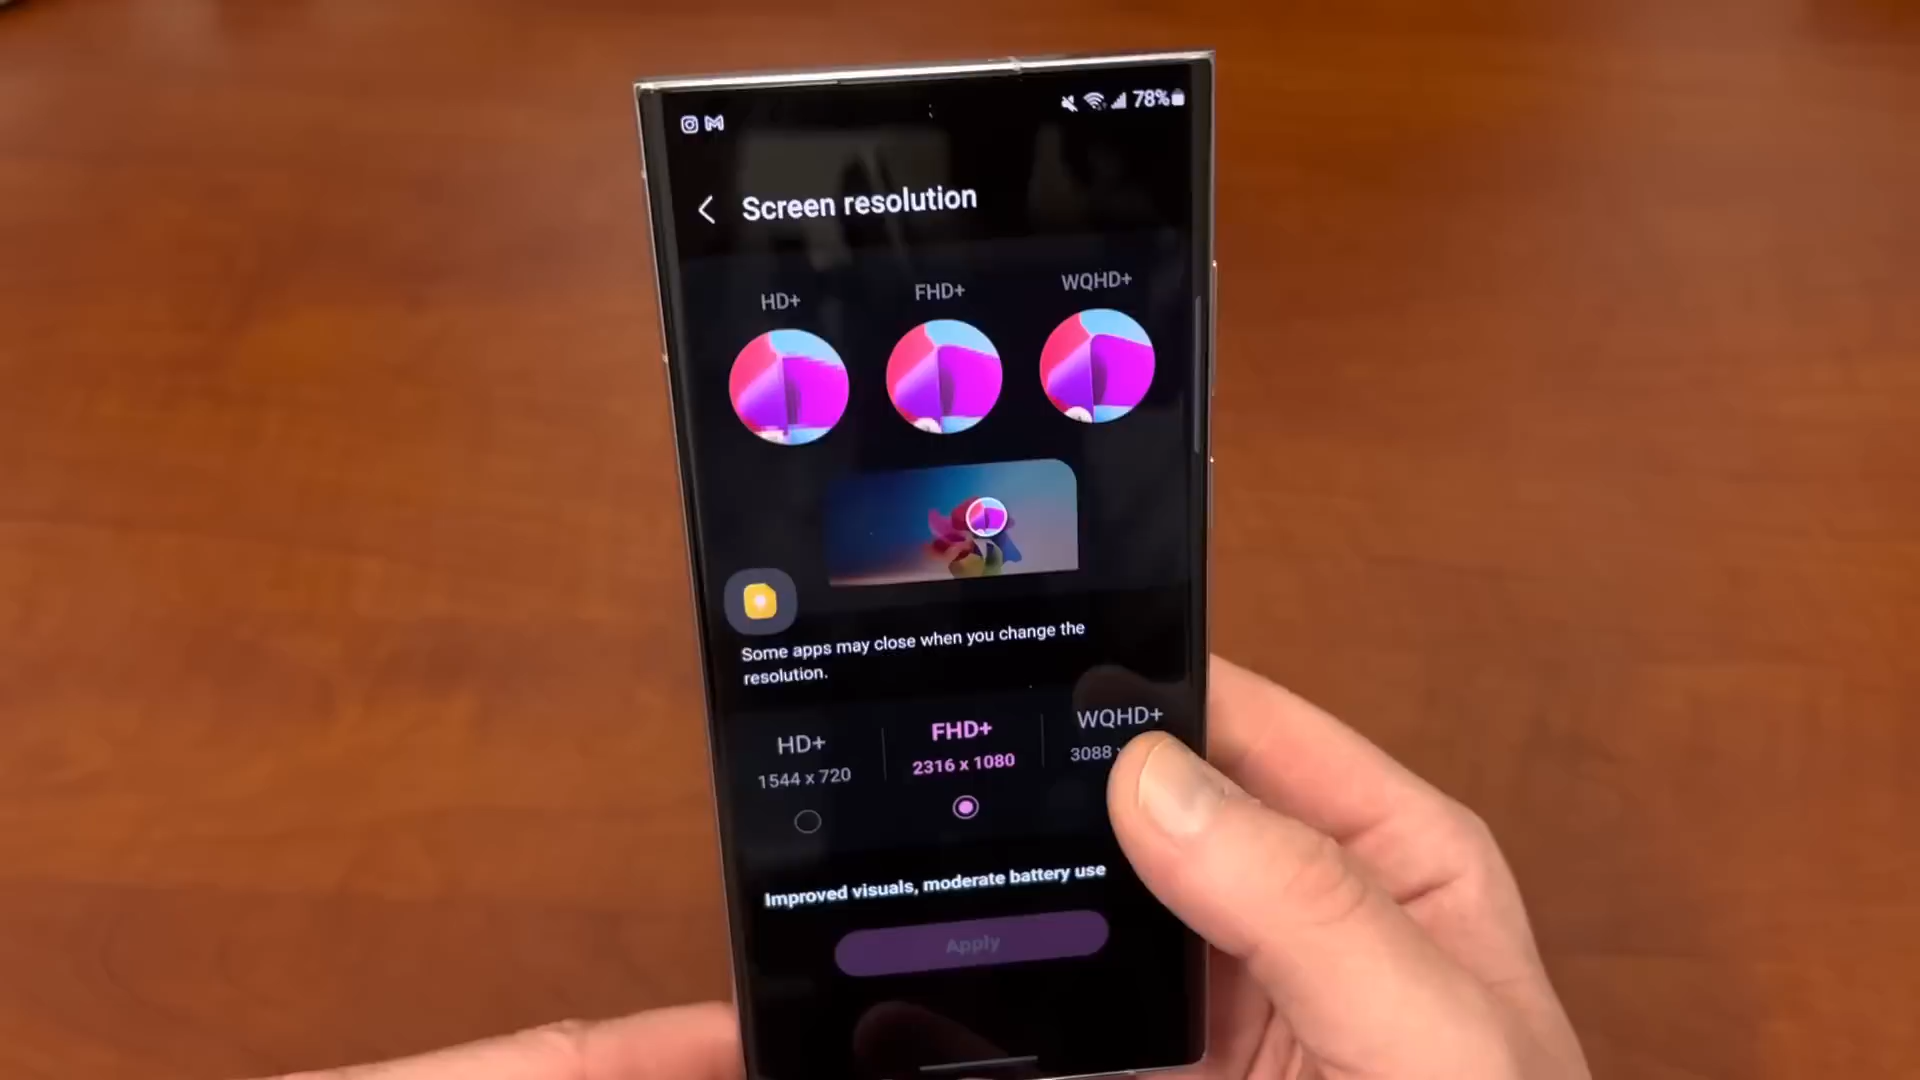 78%
Screen resolution
HD+ FHD+ WQHD+
Some apps may close when you change the
resolution.
HD+ FHD+ WQHD+
1544 x 720 2316 x 1080 3088
Improved visuals, moderate battery use
Apply